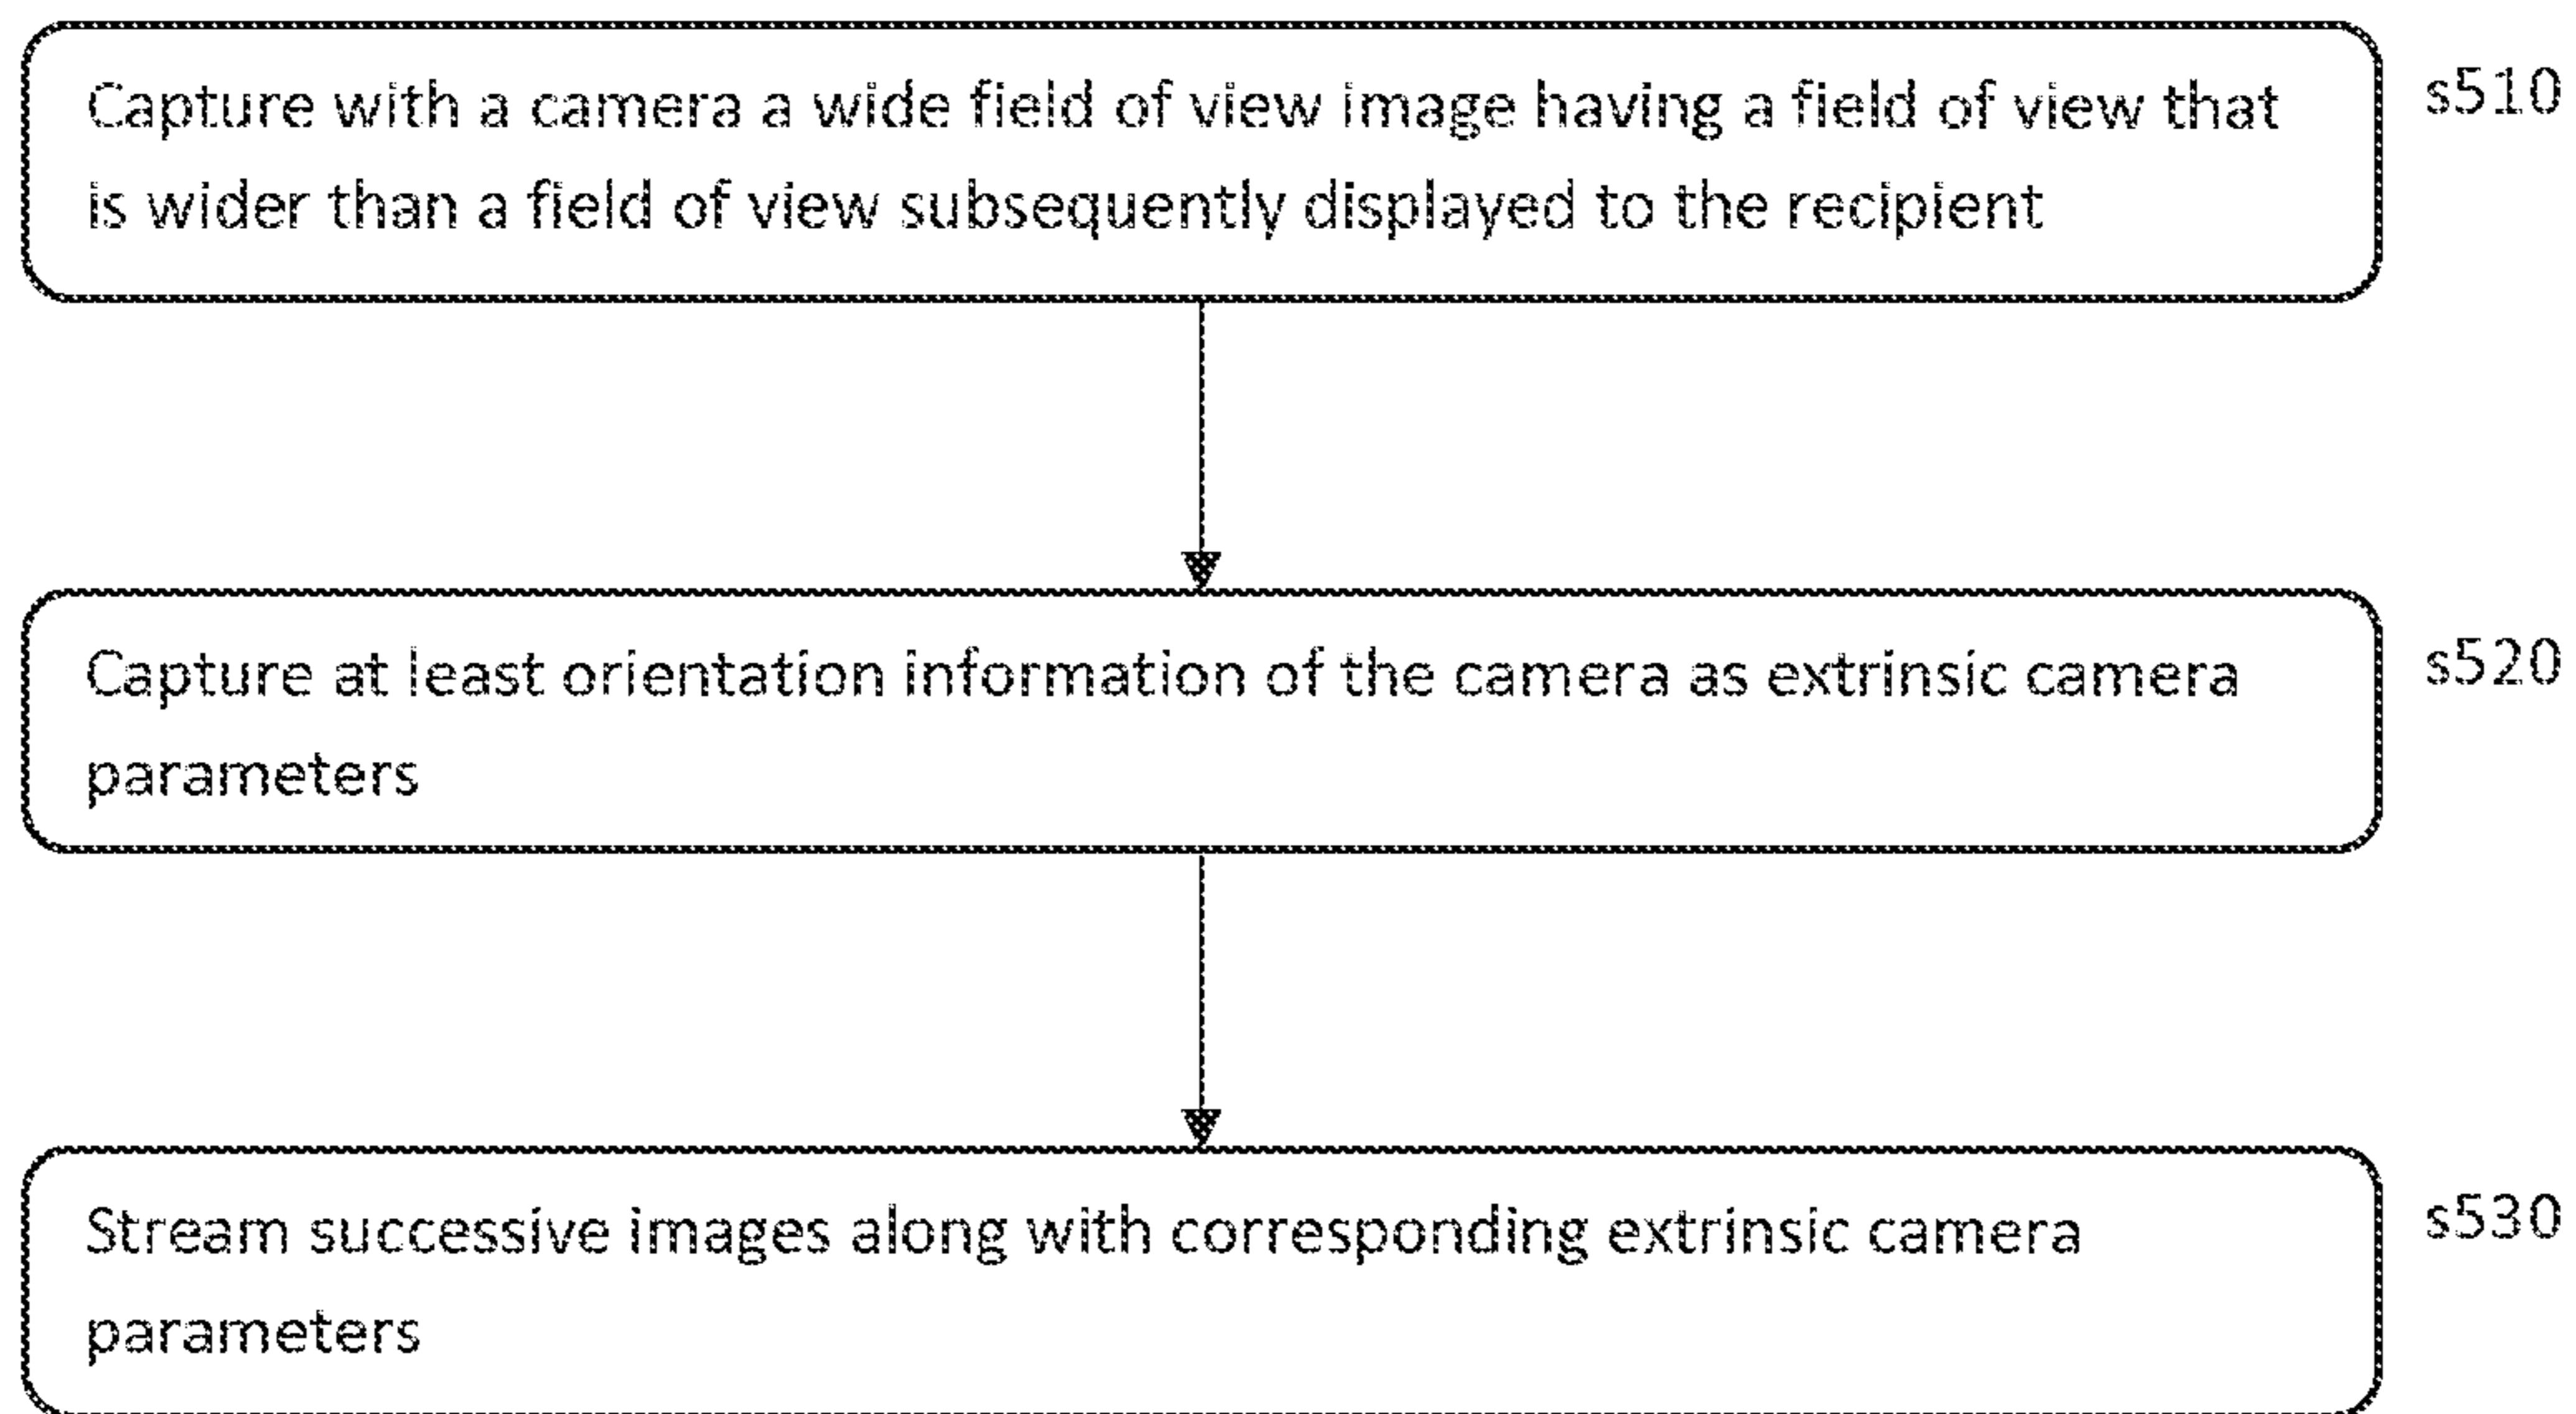 Capture with a camera a wide field of view image having a field of view that
is wider than a field of view subsequently displayed to the recipient
s510
Capture at least orientation information of the camera as extrinsic camera
parameters
s520
Stream successive images along with corresponding extrinsic camera
parameters
s530